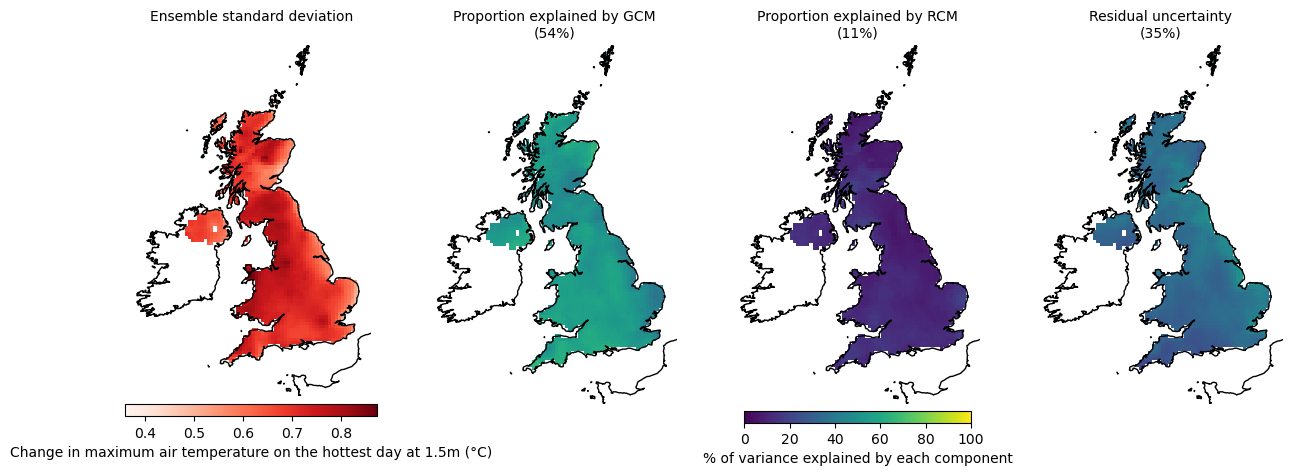 Ensemble standard deviation
Proportion explained by GCM
(54%)
Proportion explained by RCM
(11%)
Residual uncertainty
(35%)
0.4 0.5 0.6 0.7 0.8
Change in maximum air temperature on the hottest day at 1.5m (°C)
0 20 40 60 80 100
% of variance explained by each component